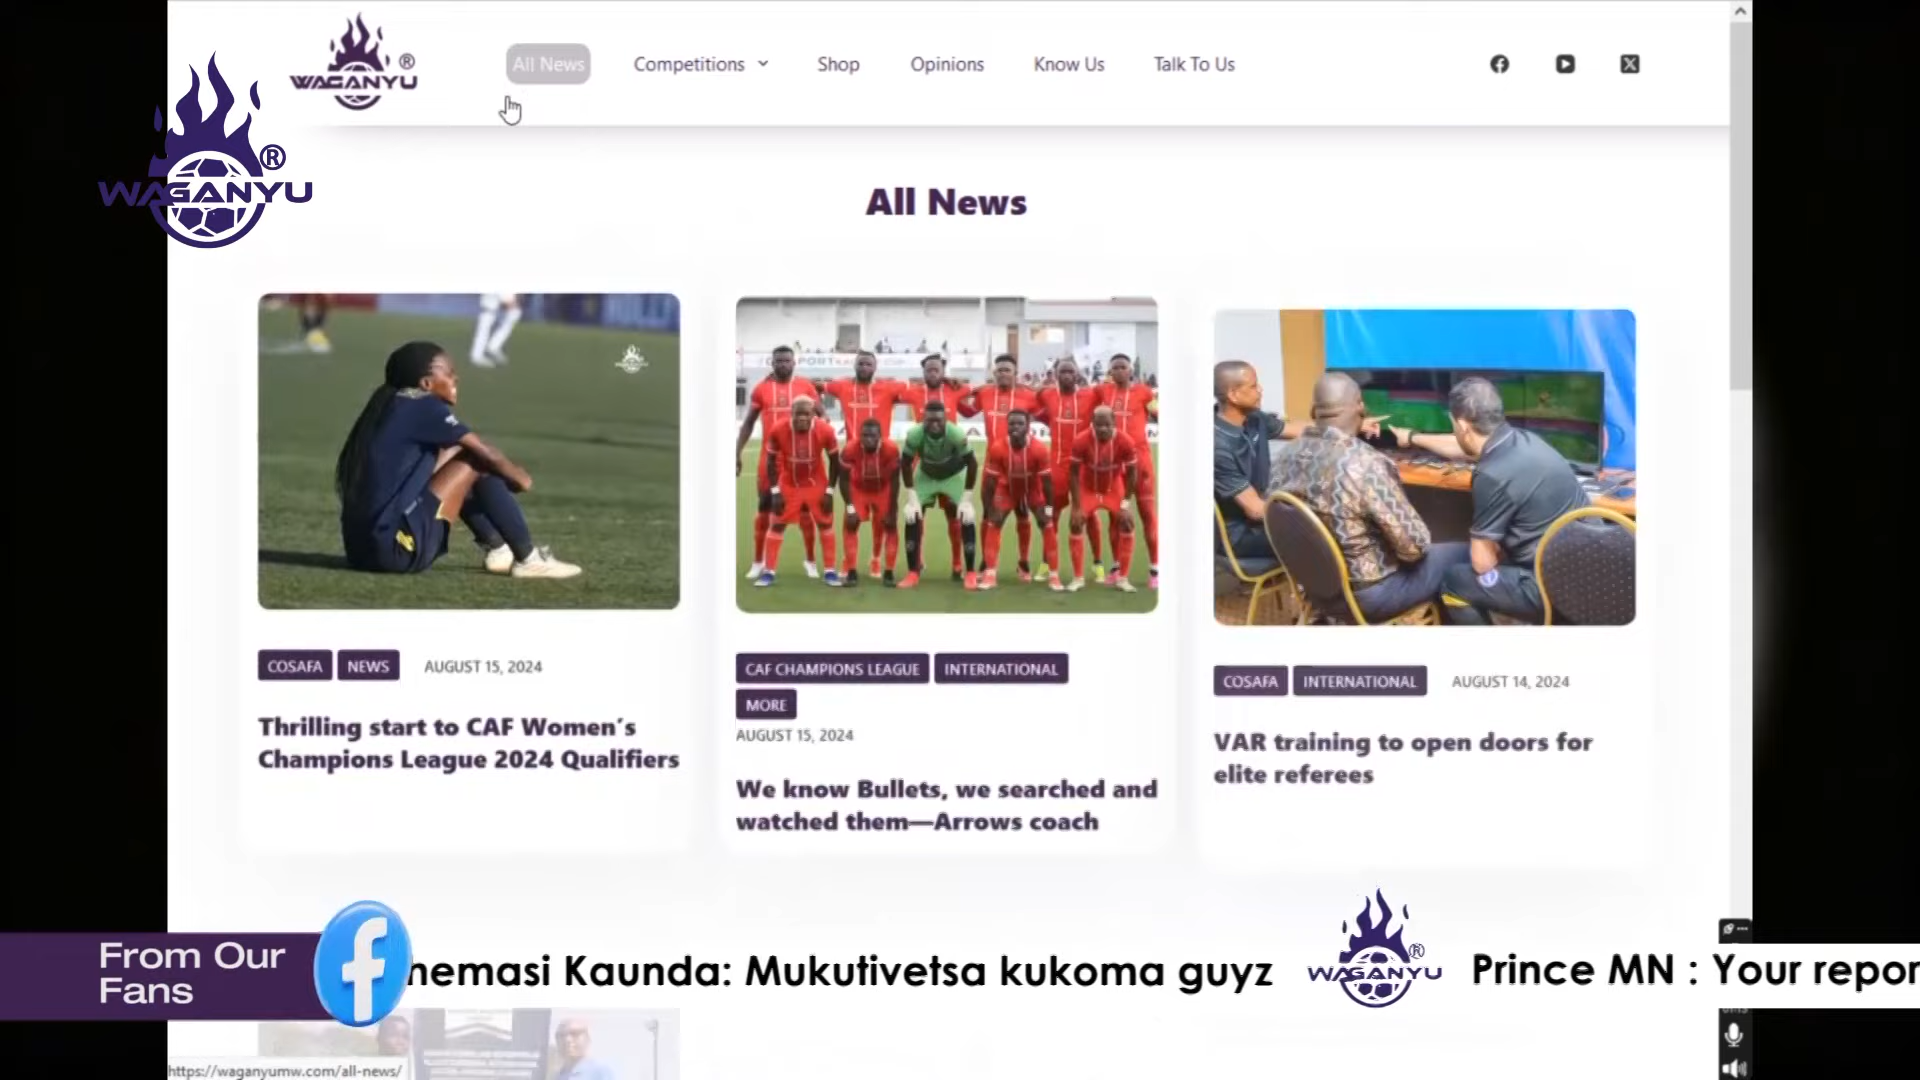 WAGANYU ®
All News
Competitions
Shop
Opinions
Know Us
Talk To Us
WAGANYU ®
All News
COSAFA
NEWS
AUGUST 15, 2024
Thrilling start to CAF Women's
Champions League 2024 Qualifiers
CAF CHAMPIONS LEAGUE
INTERNATIONAL
MORE
AUGUST 15, 2024
We know Bullets, we searched and
watched them—Arrows coach
COSAFA
INTERNATIONAL
AUGUST 14, 2024
VAR training to open doors for
elite referees
From Our
Fans
hemasi Kaunda: Mukutivetsa kukoma guyz
WAGANYU ®
Prince MN : Your repor
https://waganyumw.com/all-news/